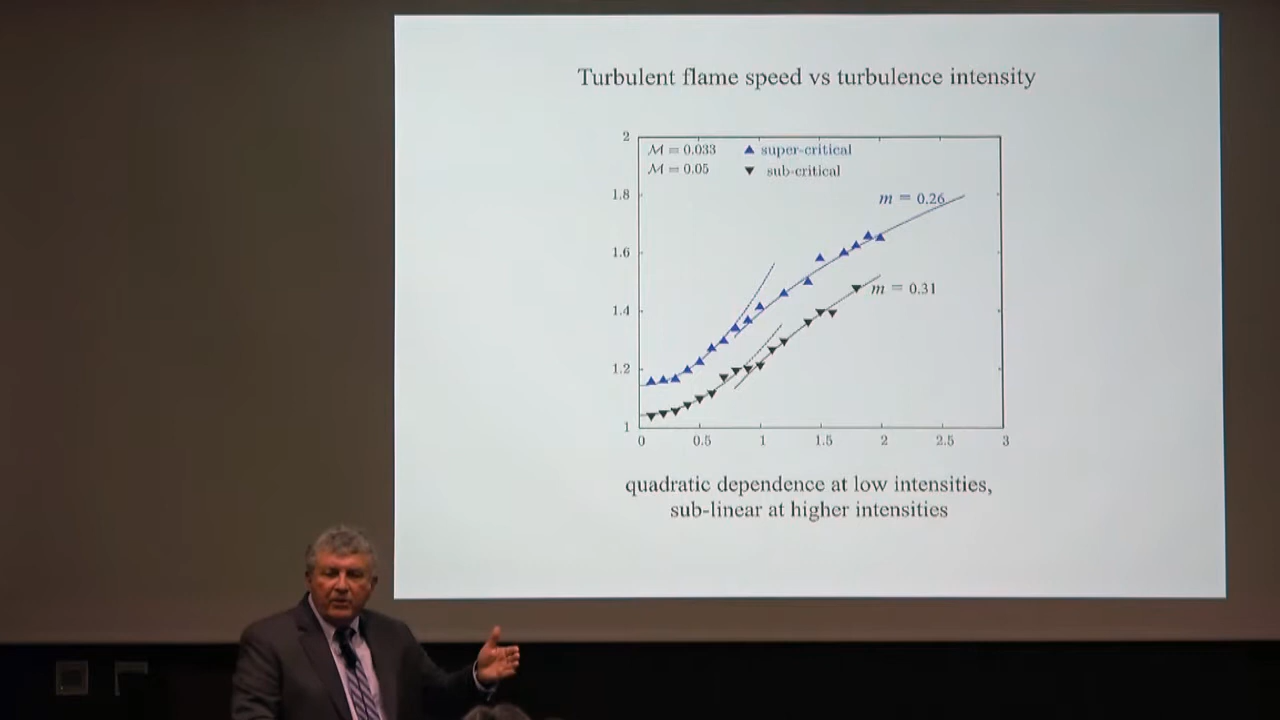 Turbulent flame speed vs turbulence intensity
2
ℳ = 0.033 ▲ super-critical
ℳ = 0.05 ▼ sub-critical
1.8
m = 0.26
1.6
m = 0.31
1.4
1.2
1
0 0.5 1 1.5 2 2.5 3
quadratic dependence at low intensities,
sub-linear at higher intensities